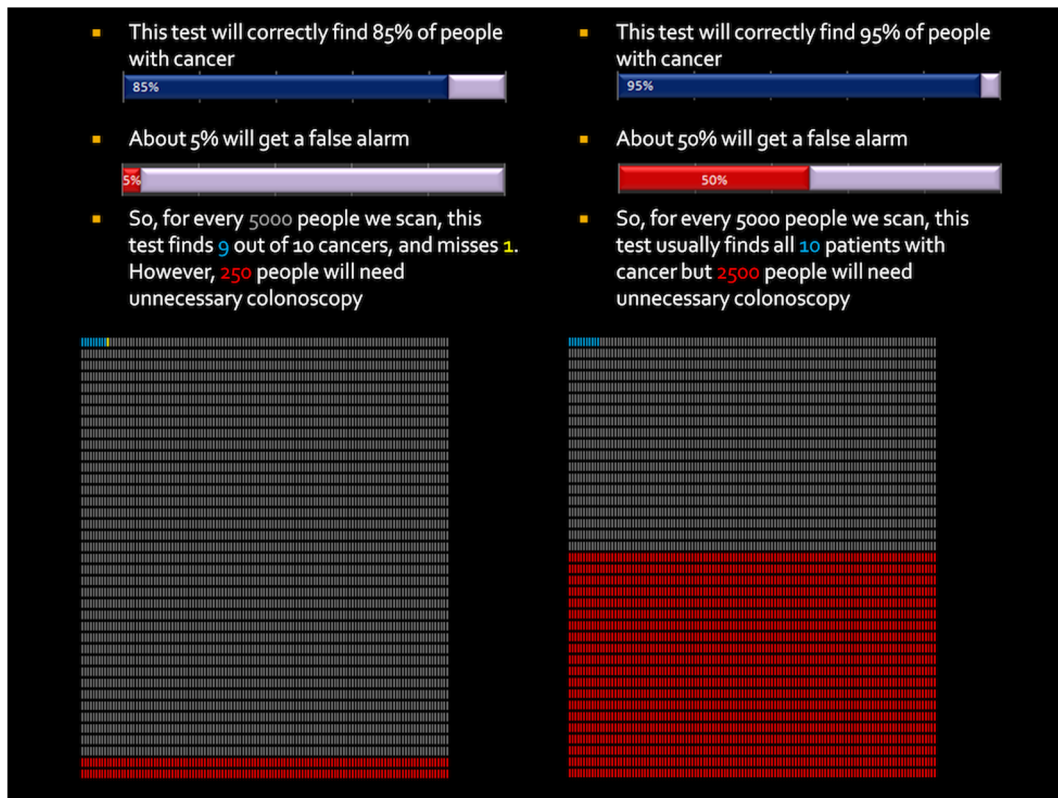 This test will correctly find 85% of people
with cancer
85%
About 5% will get a false alarm
5%
So, for every 5000 people we scan, this
test finds 9 out of 10 cancers, and misses 1.
However, 250 people will need
unnecessary colonoscopy
This test will correctly find 95% of people
with cancer
95%
About 50% will get a false alarm
50%
So, for every 5000 people we scan, this
test usually finds all 10 patients with
cancer but 2500 people will need
unnecessary colonoscopy